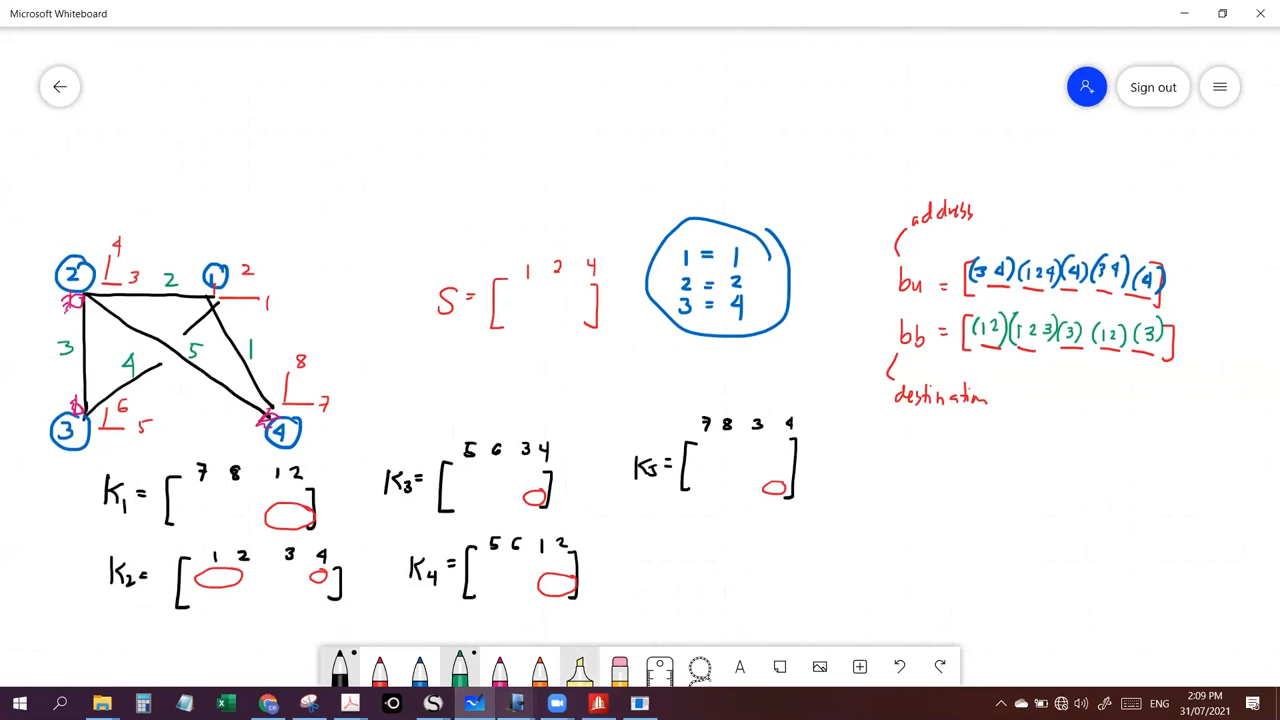 Microsoft Whiteboard
Sign out
address
bu = [(3 4)(1 2 4)(4)(3 4)(4)]
bb = [(1 2)(1 2 3)(3)(1 2)(3)]
destination
1 = 1
2 = 2
3 = 4
1 2 4
S = [ ]
4
3
2
2
1
2
1
3
5
1
4
8
7
6
5
3
4
7 8 1 2
K1 = [ ]
1 2 3 4
K2 = [ ]
5 6 3 4
K3 = [ ]
5 6 1 2
K4 = [ ]
7 8 3 4
K5 = [ ]
A
2:09 PM
31/07/2021